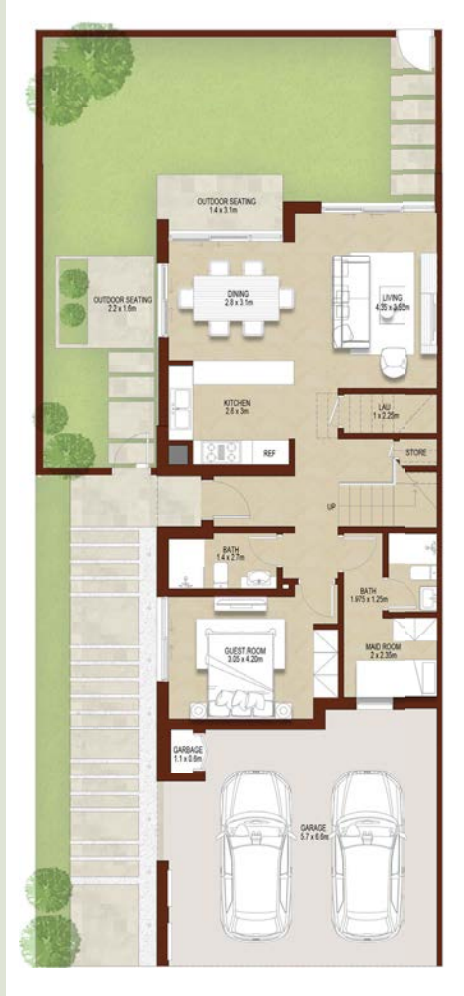 OUTDOOR SEATING
1.4 x 3.1m
DINING
2.8 x 3.1m
LIVING
OUTDOOR SEATING
2.2 x 1.6m
KITCHEN
2.6 x 3m
LAU
1 x 2.25m
REF
STORE
UP
BATH
1.4 x 2.7m
BATH
1.975 x 1.25m
GUEST ROOM
3.05 x 4.20m
MAID ROOM
2 x 2.35m
GARBAGE
1.1 x 0.6m
GARAGE
5.7 x 6.6m